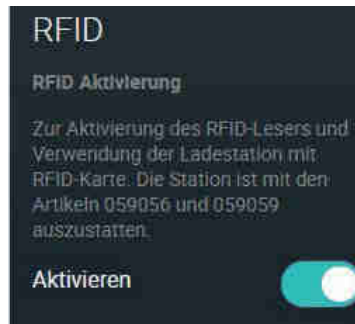 RFID
RFID Aktivierung
Zur Aktivierung des RFID-Lesers und
Verwendung der Ladestation mit
RFID-Karte. Die Station ist mit den
Artikeln 059056 und 059059
auszustatten.
Aktivieren